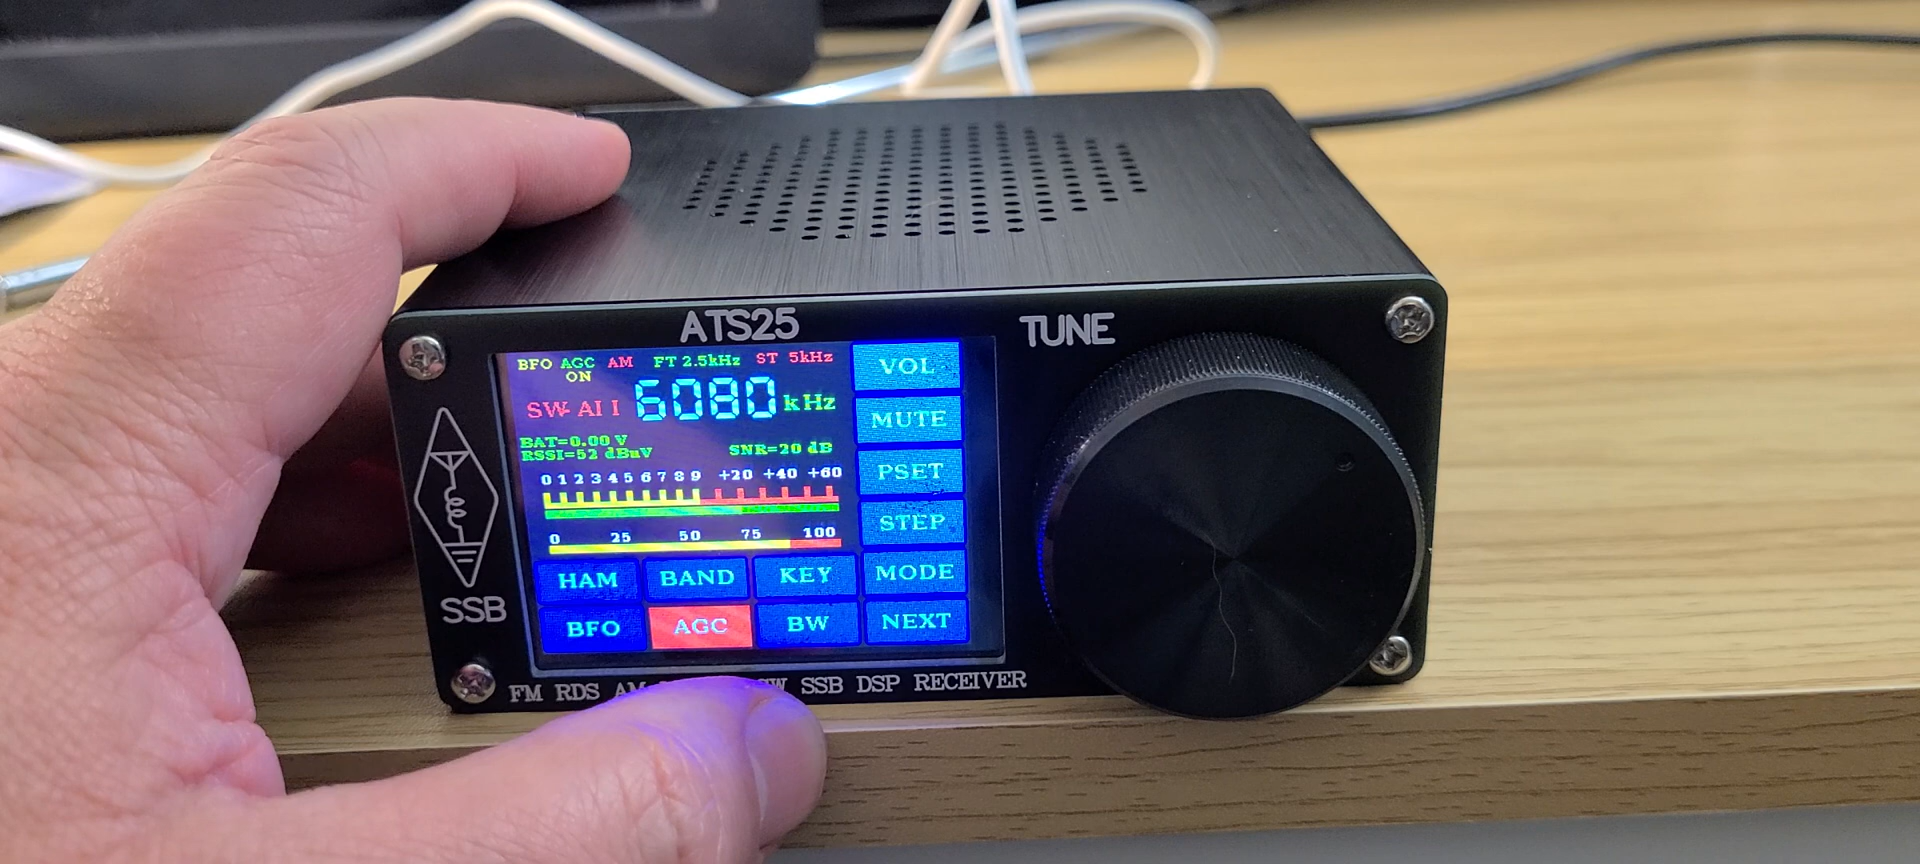 ATS25
TUNE
BFO AGC AM FT 2.5kHz ST 5kHz
ON
SW 6080 kHz
BAT=0.00 V
RSSI=52 dBuV SNR=20 dB
0 1 2 3 4 5 6 7 8 9 +20 +40 +60
0 25 50 75 100
VOL
MUTE
PSET
STEP
HAM BAND KEY MODE
BFO AGC BW NEXT
SSB
FM RDS AM SSB DSP RECEIVER